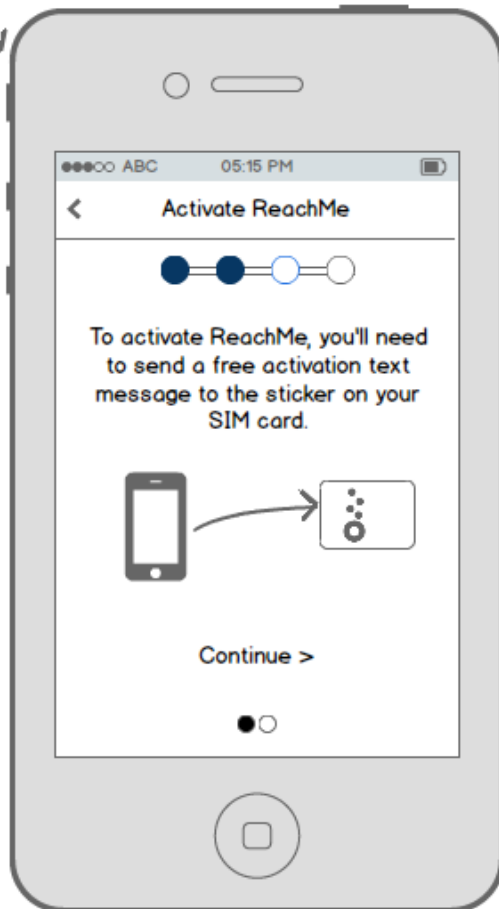 ABC 05:15 PM
< Activate ReachMe
To activate ReachMe, you'll need
to send a free activation text
message to the sticker on your
SIM card.
Continue >